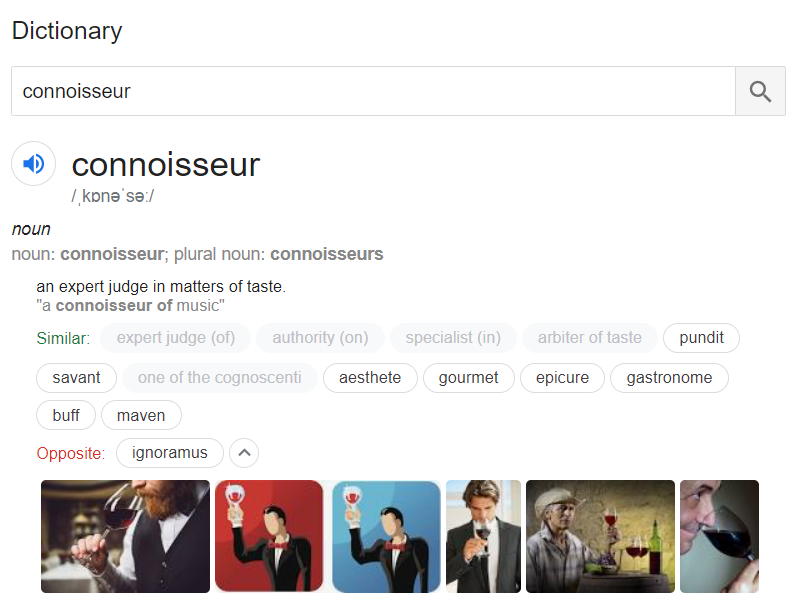 Dictionary
connoisseur
connoisseur
/ˌkɒnəˈsəː/
noun
noun: connoisseur; plural noun: connoisseurs
an expert judge in matters of taste.
"a connoisseur of music"
Similar: expert judge (of) authority (on) specialist (in) arbiter of taste pundit
savant one of the cognoscenti aesthete gourmet epicure gastronome
buff maven
Opposite: ignoramus